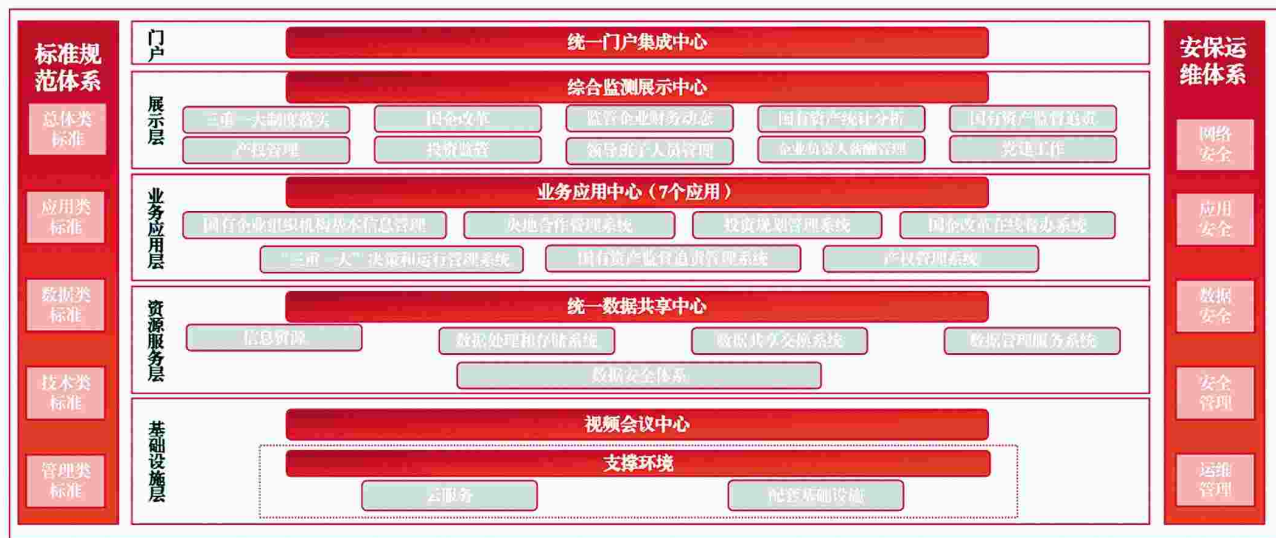 标准规
范体系
总体类
标准
应用类
标准
数据类
标准
技术类
标准
管理类
标准
门户
统一门户集成中心
展示层
综合监测展示中心
三重一大制度落实
国企改革
监管企业财务动态
国有资产统计分析
国有资产监督追责
产权管理
投资监管
领导班子人员管理
企业负责人薪酬管理
党建工作
业务应用层
业务应用中心（7个应用）
国有企业组织机构基本信息管理
央地合作管理系统
投资规划管理系统
国企改革在线督办系统
“三重一大”决策和运行管理系统
国有资产监督追责管理系统
产权管理系统
资源服务层
统一数据共享中心
信息资源
数据处理和存储系统
数据共享交换系统
数据管理服务系统
数据安全体系
基础设施层
视频会议中心
支撑环境
云服务
配套基础设施
安保运
维体系
网络
安全
应用
安全
数据
安全
安全
管理
运维
管理